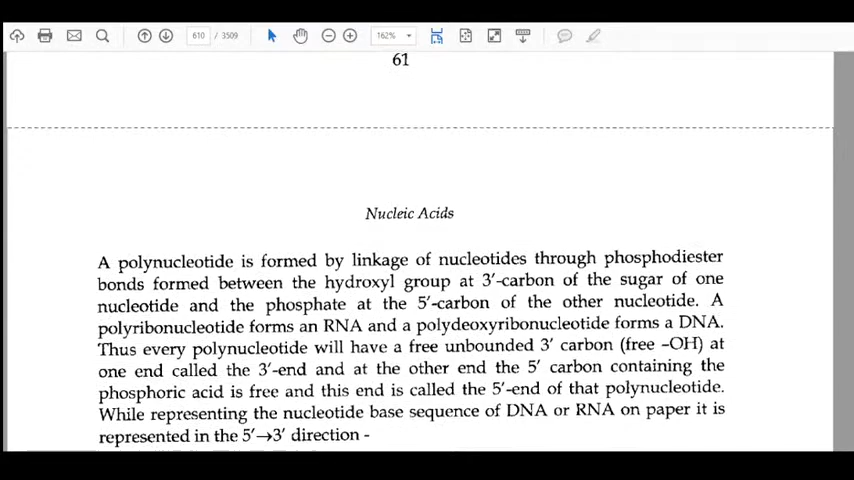 610 / 3509
162%
61
Nucleic Acids
A polynucleotide is formed by linkage of nucleotides through phosphodiester
bonds formed between the hydroxyl group at 3′-carbon of the sugar of one
nucleotide and the phosphate at the 5′-carbon of the other nucleotide. A
polyribonucleotide forms an RNA and a polydeoxyribonucleotide forms a DNA.
Thus every polynucleotide will have a free unbounded 3′ carbon (free –OH) at
one end called the 3′-end and at the other end the 5′ carbon containing the
phosphoric acid is free and this end is called the 5′-end of that polynucleotide.
While representing the nucleotide base sequence of DNA or RNA on paper it is
represented in the 5′→3′ direction -